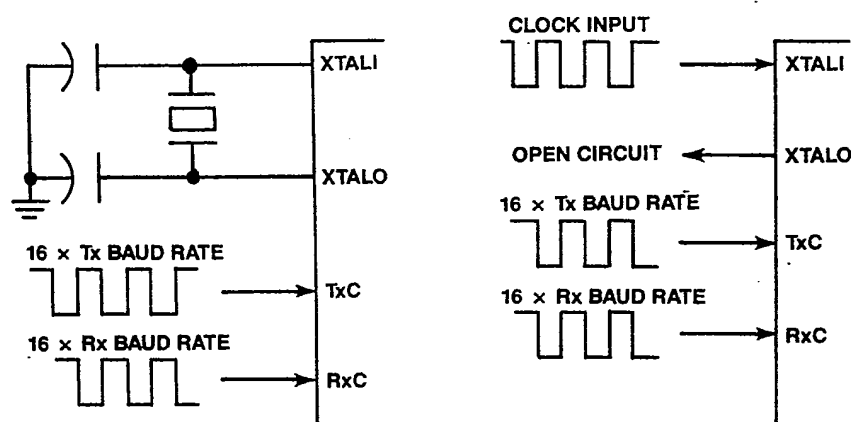 XTALI
XTALO
16 × Tx BAUD RATE
TxC
16 × Rx BAUD RATE
RxC
CLOCK INPUT
XTALI
OPEN CIRCUIT
XTALO
16 × Tx BAUD RATE
TxC
16 × Rx BAUD RATE
RxC